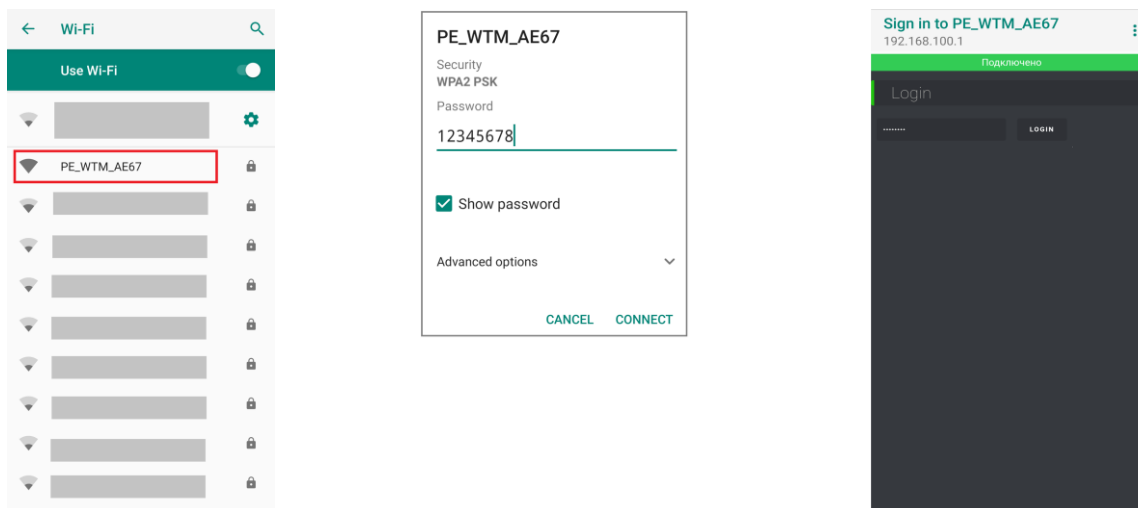 Wi-Fi
Use Wi-Fi
PE_WTM_AE67
PE_WTM_AE67
Security
WPA2 PSK
Password
12345678
Show password
Advanced options
CANCEL CONNECT
Sign in to PE_WTM_AE67
192.168.100.1
Подключено
Login
········
LOGIN